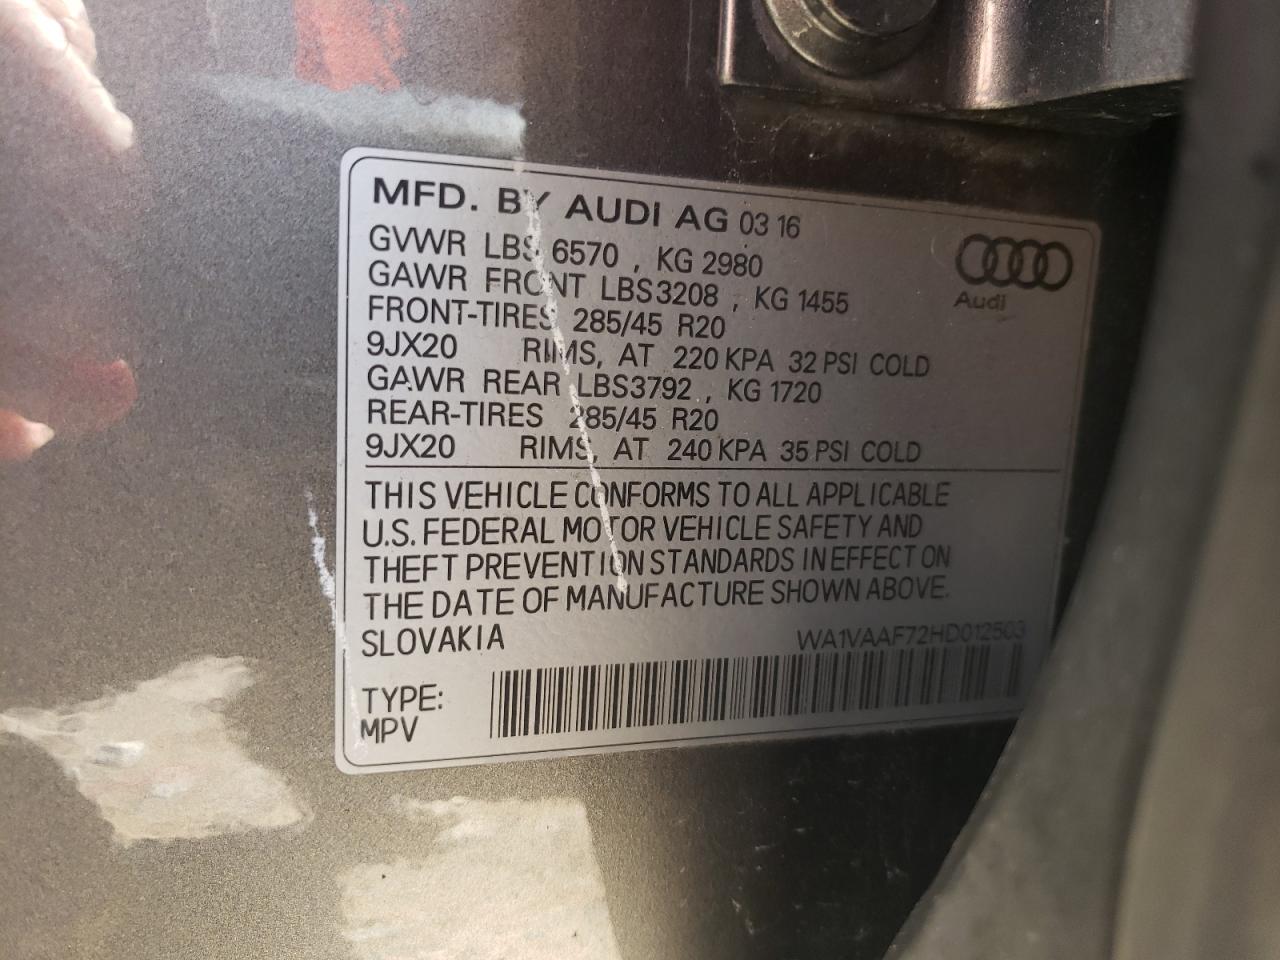 MFD. BY AUDI AG 03 16
GVWR LBS 6570 , KG 2980
GAWR FRONT LBS3208 , KG 1455
FRONT-TIRES 285/45 R20
9JX20 RIMS, AT 220 KPA 32 PSI COLD
GAWR REAR LBS3792 , KG 1720
REAR-TIRES 285/45 R20
9JX20 RIMS, AT 240 KPA 35 PSI COLD
Audi
THIS VEHICLE CONFORMS TO ALL APPLICABLE
U.S. FEDERAL MOTOR VEHICLE SAFETY AND
THEFT PREVENTION STANDARDS IN EFFECT ON
THE DATE OF MANUFACTURE SHOWN ABOVE.
SLOVAKIA WA1VAAF72HD012503
TYPE:
MPV